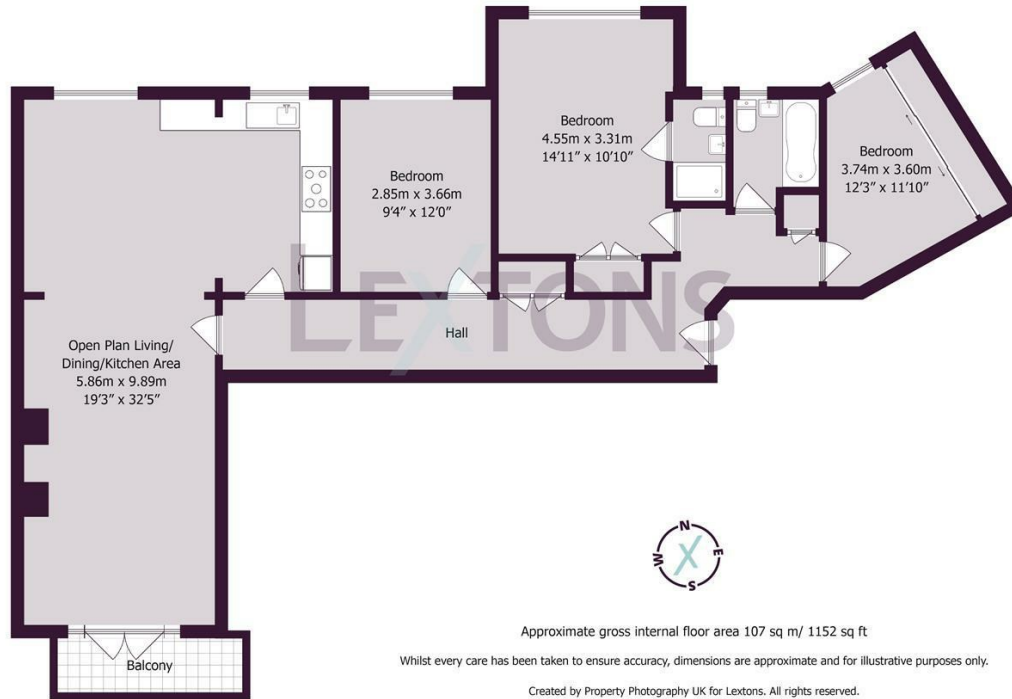 Bedroom
4.55m x 3.31m
14'11" x 10'10"
Bedroom
3.74m x 3.60m
12'3" x 11'10"
Bedroom
2.85m x 3.66m
9'4" x 12'0"
LEXTONS
Hall
Open Plan Living/
Dining/Kitchen Area
5.86m x 9.89m
19'3" x 32'5"
Balcony
N
E
S
W
X
Approximate gross internal floor area 107 sq m/ 1152 sq ft
Whilst every care has been taken to ensure accuracy, dimensions are approximate and for illustrative purposes only.
Created by Property Photography UK for Lextons. All rights reserved.